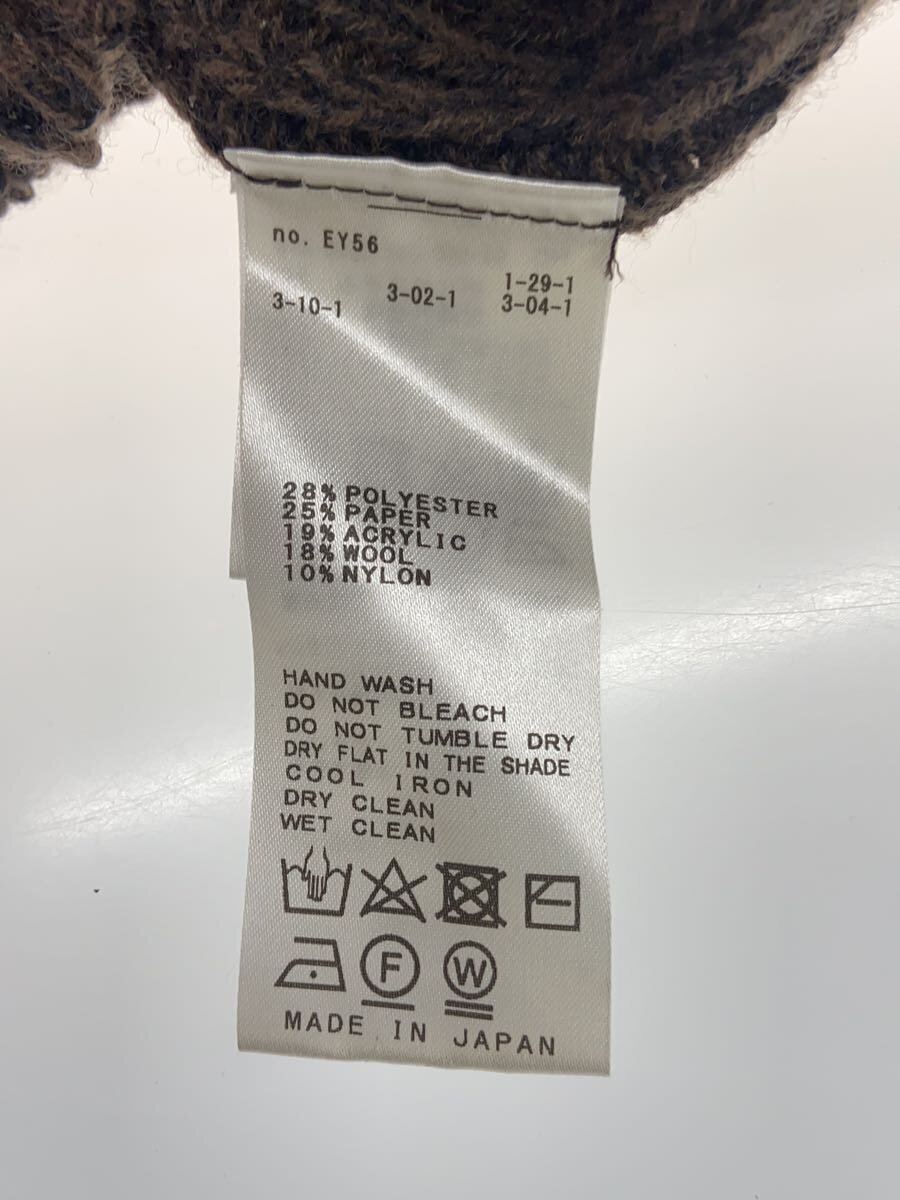 no. EY56
1-29-1
3-10-1 3-02-1 3-04-1
28% POLYESTER
25% PAPER
19% ACRYLIC
18% WOOL
10% NYLON
HAND WASH
DO NOT BLEACH
DO NOT TUMBLE DRY
DRY FLAT IN THE SHADE
COOL IRON
DRY CLEAN
WET CLEAN
F W
MADE IN JAPAN